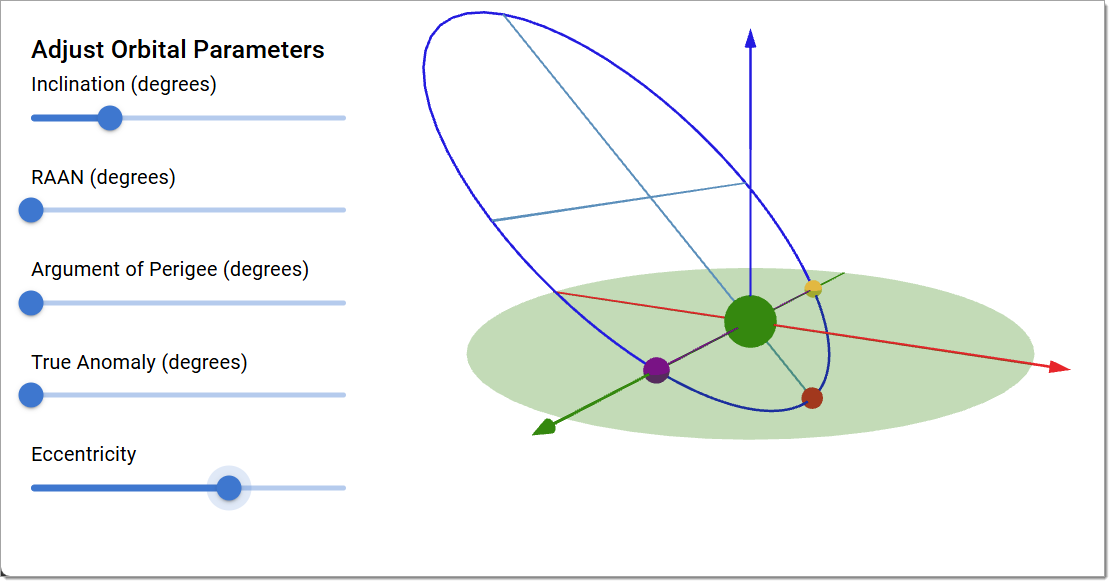 Adjust Orbital Parameters
Inclination (degrees)
RAAN (degrees)
Argument of Perigee (degrees)
True Anomaly (degrees)
Eccentricity